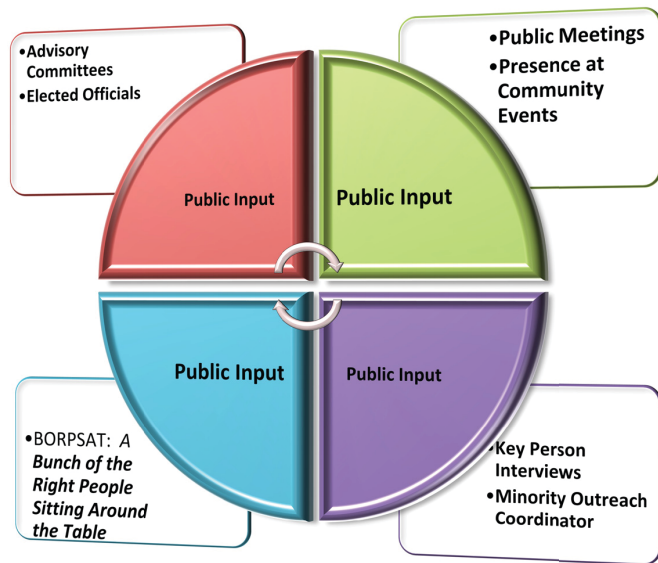 •Advisory
Committees
•Elected Officials
•Public Meetings
•Presence at
Community
Events
Public Input
Public Input
Public Input
Public Input
•BORPSAT: A
Bunch of the
Right People
Sitting Around
the Table
•Key Person
Interviews
•Minority Outreach
Coordinator